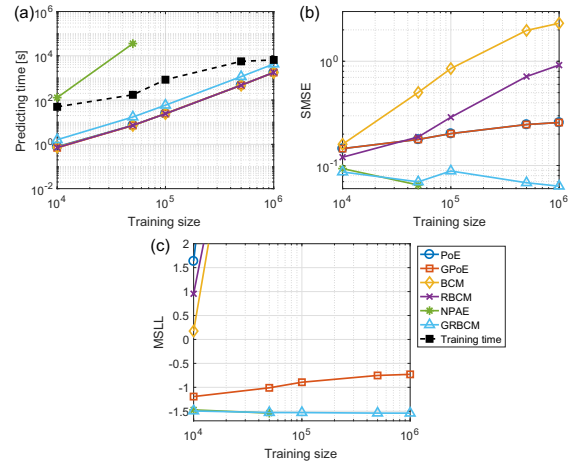 (a)
Predicting time [s]
10^6
10^4
10^2
10^0
10^-2
10^4
10^5
10^6
Training size
(b)
SMSE
10^0
10^-1
10^4
10^5
10^6
Training size
(c)
MSLL
2
1.5
1
0.5
0
-0.5
-1
-1.5
10^4
10^5
10^6
Training size
PoE
GPoE
BCM
RBCM
NPAE
GRBCM
Training time